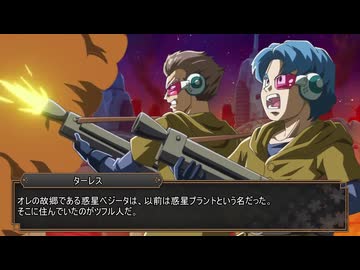 ターレス
オレの故郷である惑星ベジータは、以前は惑星プラントという名だった。
そこに住んでいたのがツフル人だ。